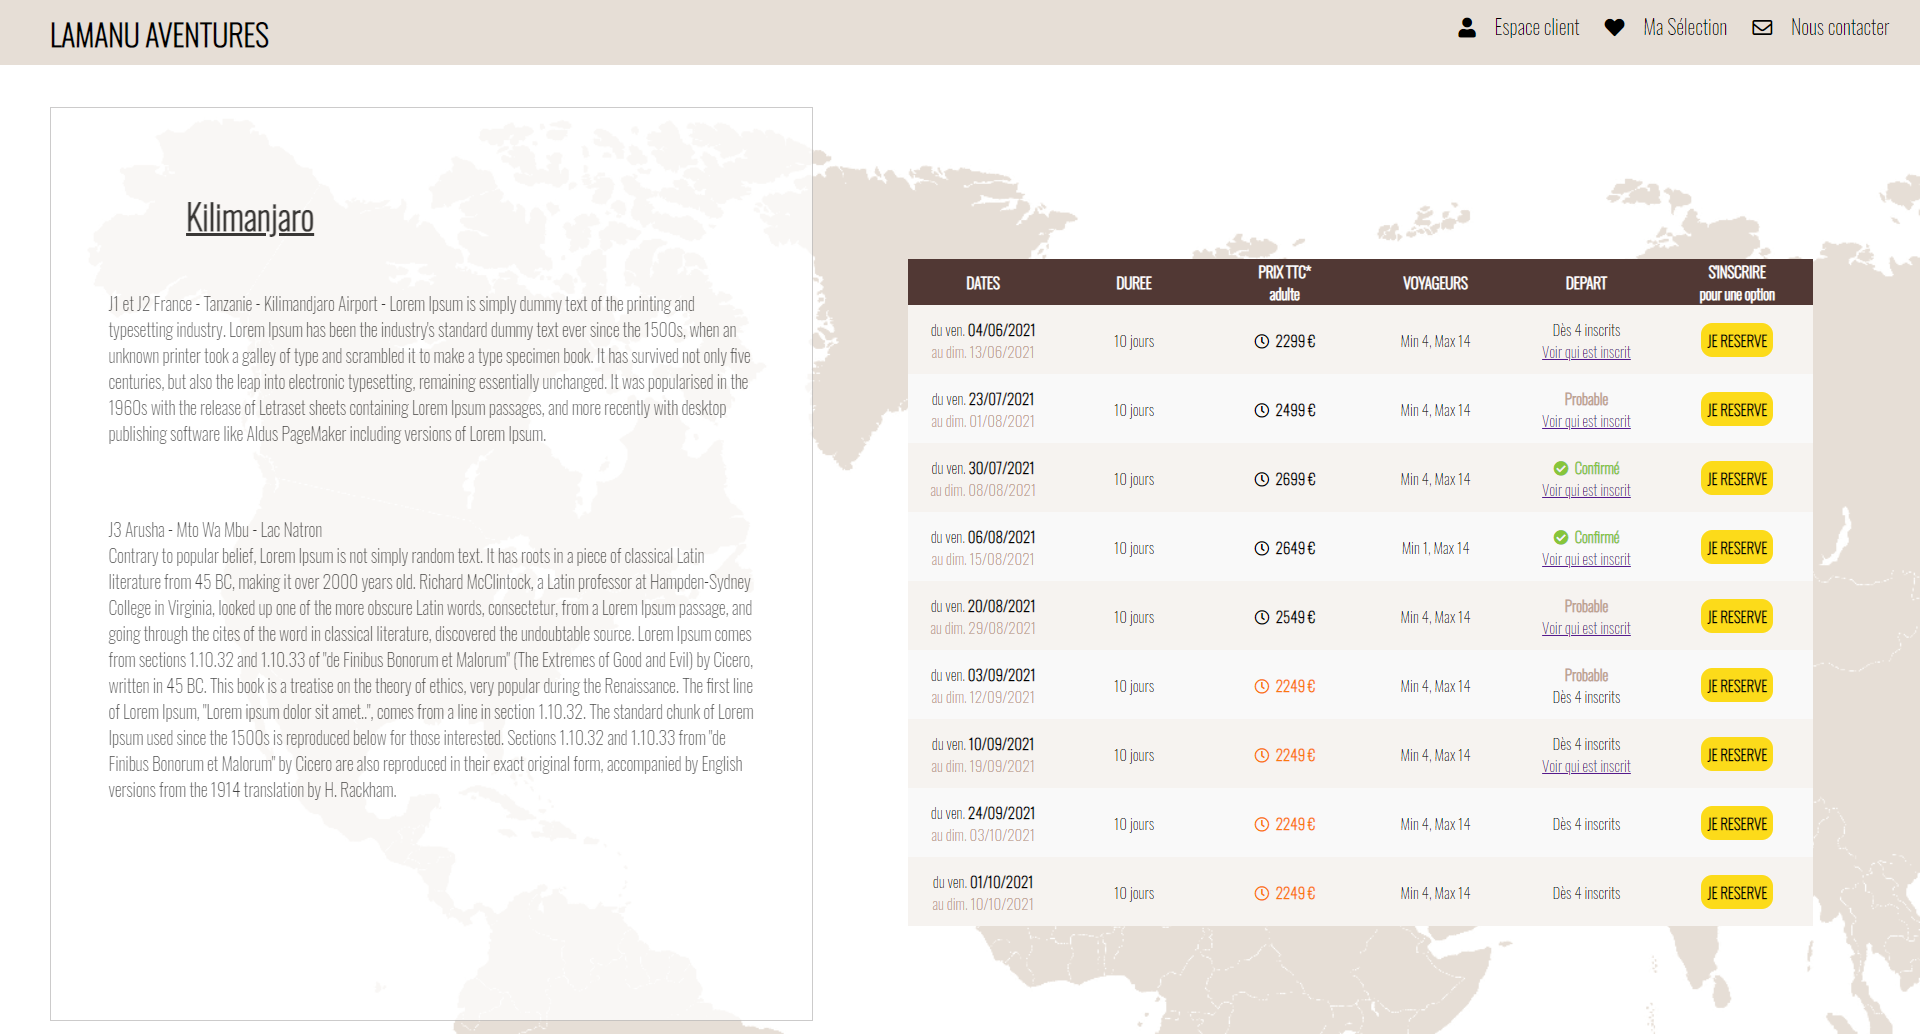 LAMANU AVENTURES
Espace client
Ma Sélection
Nous contacter
Kilimanjaro
J1 et J2 France - Tanzanie - Kilimandjaro Airport - Lorem Ipsum is simply dummy text of the printing and
typesetting industry. Lorem Ipsum has been the industry's standard dummy text ever since the 1500s, when an
unknown printer took a galley of type and scrambled it to make a type specimen book. It has survived not only five
centuries, but also the leap into electronic typesetting, remaining essentially unchanged. It was popularised in the
1960s with the release of Letraset sheets containing Lorem Ipsum passages, and more recently with desktop
publishing software like Aldus PageMaker including versions of Lorem Ipsum.
J3 Arusha - Mto Wa Mbu - Lac Natron
Contrary to popular belief, Lorem Ipsum is not simply random text. It has roots in a piece of classical Latin
literature from 45 BC, making it over 2000 years old. Richard McClintock, a Latin professor at Hampden-Sydney
College in Virginia, looked up one of the more obscure Latin words, consectetur, from a Lorem Ipsum passage, and
going through the cites of the word in classical literature, discovered the undoubtable source. Lorem Ipsum comes
from sections 1.10.32 and 1.10.33 of "de Finibus Bonorum et Malorum" (The Extremes of Good and Evil) by Cicero,
written in 45 BC. This book is a treatise on the theory of ethics, very popular during the Renaissance. The first line
of Lorem Ipsum, "Lorem ipsum dolor sit amet..", comes from a line in section 1.10.32. The standard chunk of Lorem
Ipsum used since the 1500s is reproduced below for those interested. Sections 1.10.32 and 1.10.33 from "de
Finibus Bonorum et Malorum" by Cicero are also reproduced in their exact original form, accompanied by English
versions from the 1914 translation by H. Rackham.
DATES
DUREE
PRIX TTC*
adulte
VOYAGEURS
DEPART
S'INSCRIRE
pour une option
du ven. 04/06/2021
au dim. 13/06/2021
10 jours
2299 €
Min 4, Max 14
Dès 4 inscrits
Voir qui est inscrit
JE RESERVE
du ven. 23/07/2021
au dim. 01/08/2021
10 jours
2499 €
Min 4, Max 14
Probable
Voir qui est inscrit
JE RESERVE
du ven. 30/07/2021
au dim. 08/08/2021
10 jours
2699 €
Min 4, Max 14
Confirmé
Voir qui est inscrit
JE RESERVE
du ven. 06/08/2021
au dim. 15/08/2021
10 jours
2649 €
Min 1, Max 14
Confirmé
Voir qui est inscrit
JE RESERVE
du ven. 20/08/2021
au dim. 29/08/2021
10 jours
2549 €
Min 4, Max 14
Probable
Voir qui est inscrit
JE RESERVE
du ven. 03/09/2021
au dim. 12/09/2021
10 jours
2249 €
Min 4, Max 14
Probable
Dès 4 inscrits
JE RESERVE
du ven. 10/09/2021
au dim. 19/09/2021
10 jours
2249 €
Min 4, Max 14
Dès 4 inscrits
Voir qui est inscrit
JE RESERVE
du ven. 24/09/2021
au dim. 03/10/2021
10 jours
2249 €
Min 4, Max 14
Dès 4 inscrits
JE RESERVE
du ven. 01/10/2021
au dim. 10/10/2021
10 jours
2249 €
Min 4, Max 14
Dès 4 inscrits
JE RESERVE